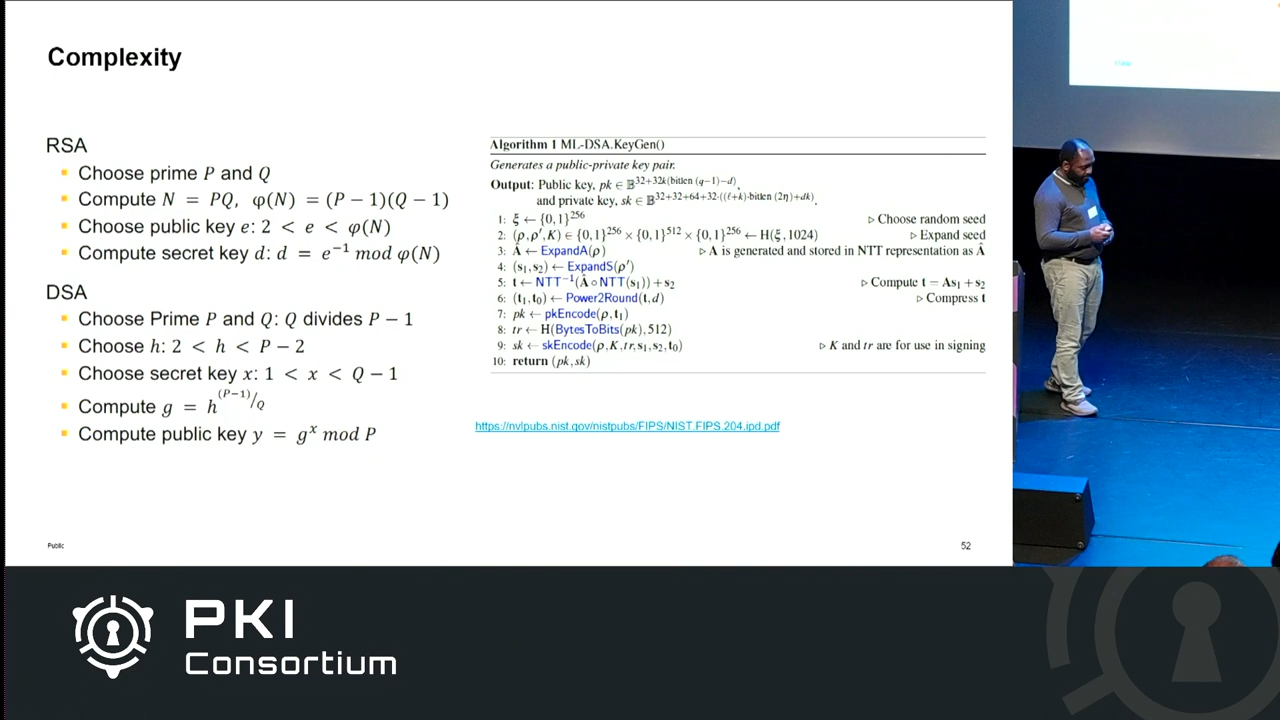 Complexity
RSA
Choose prime P and Q
Compute N = PQ, φ(N) = (P − 1)(Q − 1)
Choose public key e: 2 < e < φ(N)
Compute secret key d: d = e⁻¹ mod φ(N)
DSA
Choose Prime P and Q: Q divides P − 1
Choose h: 2 < h < P − 2
Choose secret key x: 1 < x < Q − 1
Compute g = h^(P−1)/Q
Compute public key y = gˣ mod P
Algorithm 1 ML-DSA.KeyGen()
Generates a public-private key pair.
Output: Public key, pk ∈ 𝔹^32+32k(bitlen (q−1)−d),
and private key, sk ∈ 𝔹^32+32+64+32·((ℓ+k)·bitlen (2η)+dk).
1: ξ ← {0,1}^256 ▷ Choose random seed
2: (ρ,ρ′,K) ∈ {0,1}^256 × {0,1}^512 × {0,1}^256 ← H(ξ,1024) ▷ Expand seed
3: Â ← ExpandA(ρ) ▷ A is generated and stored in NTT representation as Â
4: (s₁,s₂) ← ExpandS(ρ′)
5: t ← NTT⁻¹(Â ∘ NTT(s₁)) + s₂ ▷ Compute t = As₁ + s₂
6: (t₁,t₀) ← Power2Round(t,d) ▷ Compress t
7: pk ← pkEncode(ρ,t₁)
8: tr ← H(BytesToBits(pk),512)
9: sk ← skEncode(ρ,K,tr,s₁,s₂,t₀) ▷ K and tr are for use in signing
10: return (pk,sk)
https://nvlpubs.nist.gov/nistpubs/FIPS/NIST.FIPS.204.ipd.pdf
Public
52
PKI
Consortium